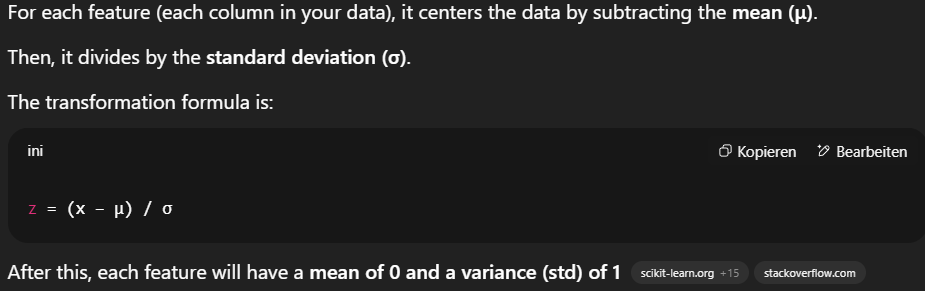 For each feature (each column in your data), it centers the data by subtracting the mean (μ).
Then, it divides by the standard deviation (σ).
The transformation formula is:
ini Kopieren Bearbeiten
z = (x − μ) / σ
After this, each feature will have a mean of 0 and a variance (std) of 1 scikit-learn.org +15 stackoverflow.com